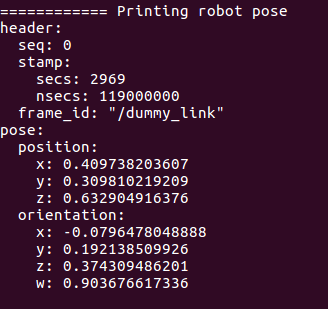 ============ Printing robot pose
header:
  seq: 0
  stamp:
    secs: 2969
    nsecs: 119000000
  frame_id: "/dummy_link"
pose:
  position:
    x: 0.409738203607
    y: 0.309810219209
    z: 0.632904916376
  orientation:
    x: -0.0796478048888
    y: 0.192138509926
    z: 0.374309486201
    w: 0.903676617336